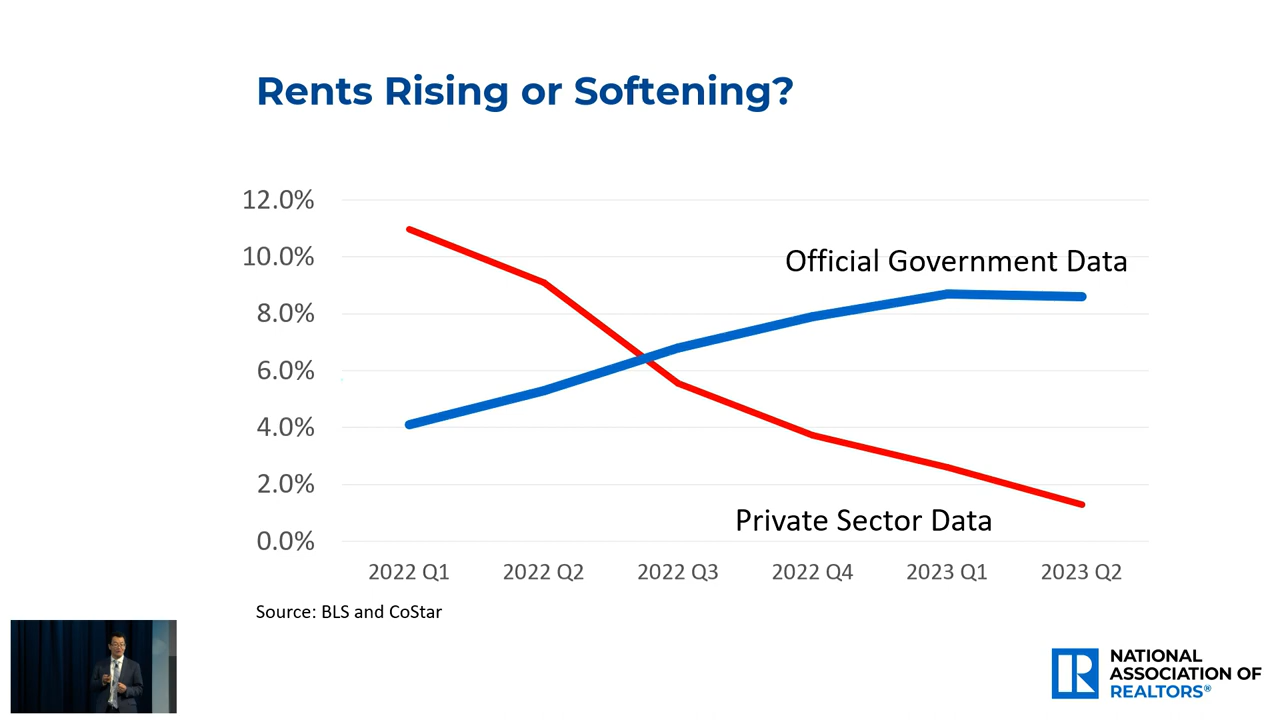 Rents Rising or Softening?
12.0%
10.0%
8.0%
6.0%
4.0%
2.0%
0.0%
Official Government Data
Private Sector Data
2022 Q1 2022 Q2 2022 Q3 2022 Q4 2023 Q1 2023 Q2
Source: BLS and CoStar
NATIONAL
ASSOCIATION OF
REALTORS®